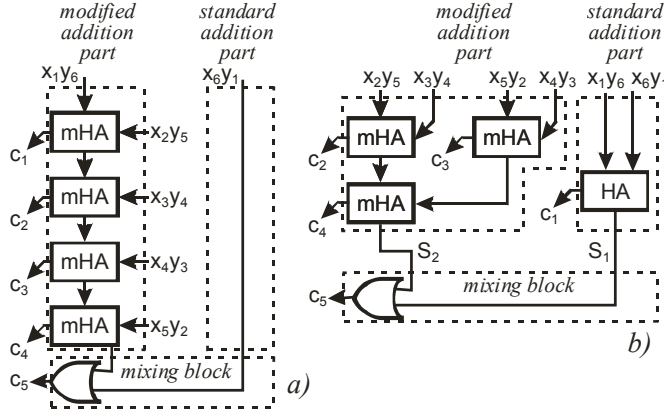 modified addition part
standard addition part
x₁y₆
x₆y₁
mHA
x₂y₅
c₁
mHA
x₃y₄
c₂
mHA
x₄y₃
c₃
mHA
x₅y₂
c₄
mixing block
c₅
a)
modified addition part
standard addition part
x₂y₅ x₃y₄ x₅y₂ x₄y₃ x₁y₆ x₆y₁
mHA mHA
c₂ c₃
mHA HA
c₄ c₁
S₂ S₁
mixing block
c₅
b)